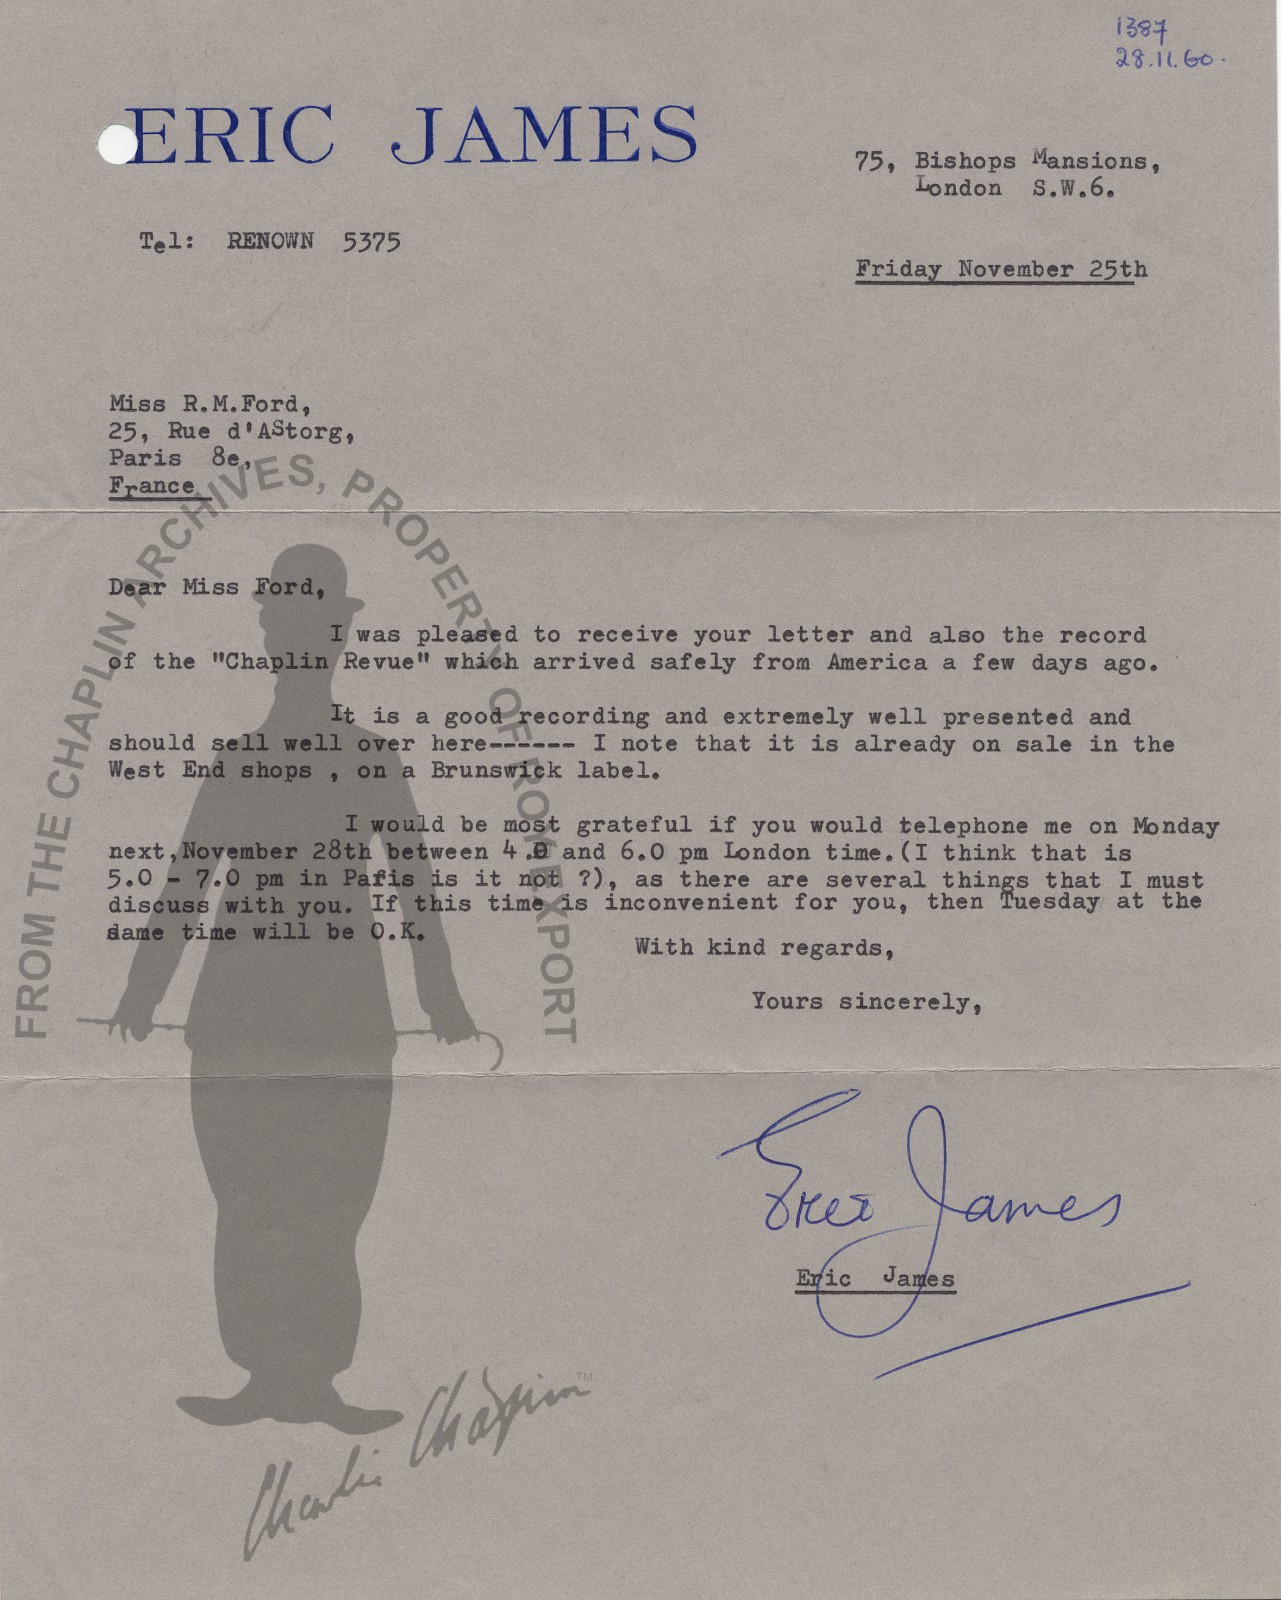 1387
28.11.60.
ERIC JAMES
75, Bishops Mansions,
London S.W.6.
Tel: RENOWN 5375
Friday November 25th
Miss R.M.Ford,
25, Rue d'AStorg,
Paris 8e,
France
FROM THE CHAPLIN ARCHIVES, PROPERTY OF ROY EXPORT
Dear Miss Ford,
I was pleased to receive your letter and also the record
of the "Chaplin Revue" which arrived safely from America a few days ago.
It is a good recording and extremely well presented and
should sell well over here------ I note that it is already on sale in the
West End shops , on a Brunswick label.
I would be most grateful if you would telephone me on Monday
next,November 28th between 4.0 and 6.0 pm London time.(I think that is
5.0 - 7.0 pm in Paris is it not ?), as there are several things that I must
discuss with you. If this time is inconvenient for you, then Tuesday at the
same time will be O.K.
With kind regards,
Yours sincerely,
Eric James
Eric James
Charlie Chaplin TM